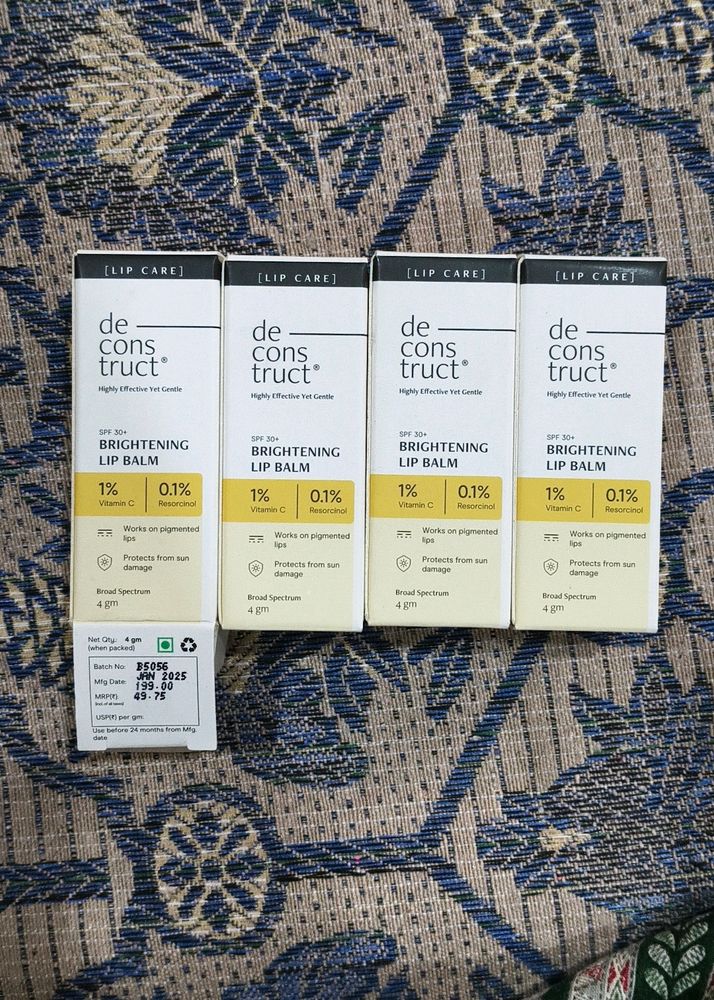 [LIP CARE]
de
cons
truct®
Highly Effective Yet Gentle
SPF 30+
BRIGHTENING
LIP BALM
1%
Vitamin C
0.1%
Resorcinol
Works on pigmented
lips
Protects from sun
damage
Broad Spectrum
4 gm
Net Qty.: 4 gm
(when packed)
Batch No: B5056
Mfg Date: JAN 2025
MRP(₹): 199.00
(Incl. of all taxes)
49.75
USP(₹) per gm:
Use before 24 months from Mfg.
date
[LIP CARE]
de
cons
truct®
Highly Effective Yet Gentle
SPF 30+
BRIGHTENING
LIP BALM
1%
Vitamin C
0.1%
Resorcinol
Works on pigmented
lips
Protects from sun
damage
Broad Spectrum
4 gm
[LIP CARE]
de
cons
truct®
Highly Effective Yet Gentle
SPF 30+
BRIGHTENING
LIP BALM
1%
Vitamin C
0.1%
Resorcinol
Works on pigmented
lips
Protects from sun
damage
Broad Spectrum
4 gm
[LIP CARE]
de
cons
truct®
Highly Effective Yet Gentle
SPF 30+
BRIGHTENING
LIP BALM
1%
Vitamin C
0.1%
Resorcinol
Works on pigmented
lips
Protects from sun
damage
Broad Spectrum
4 gm